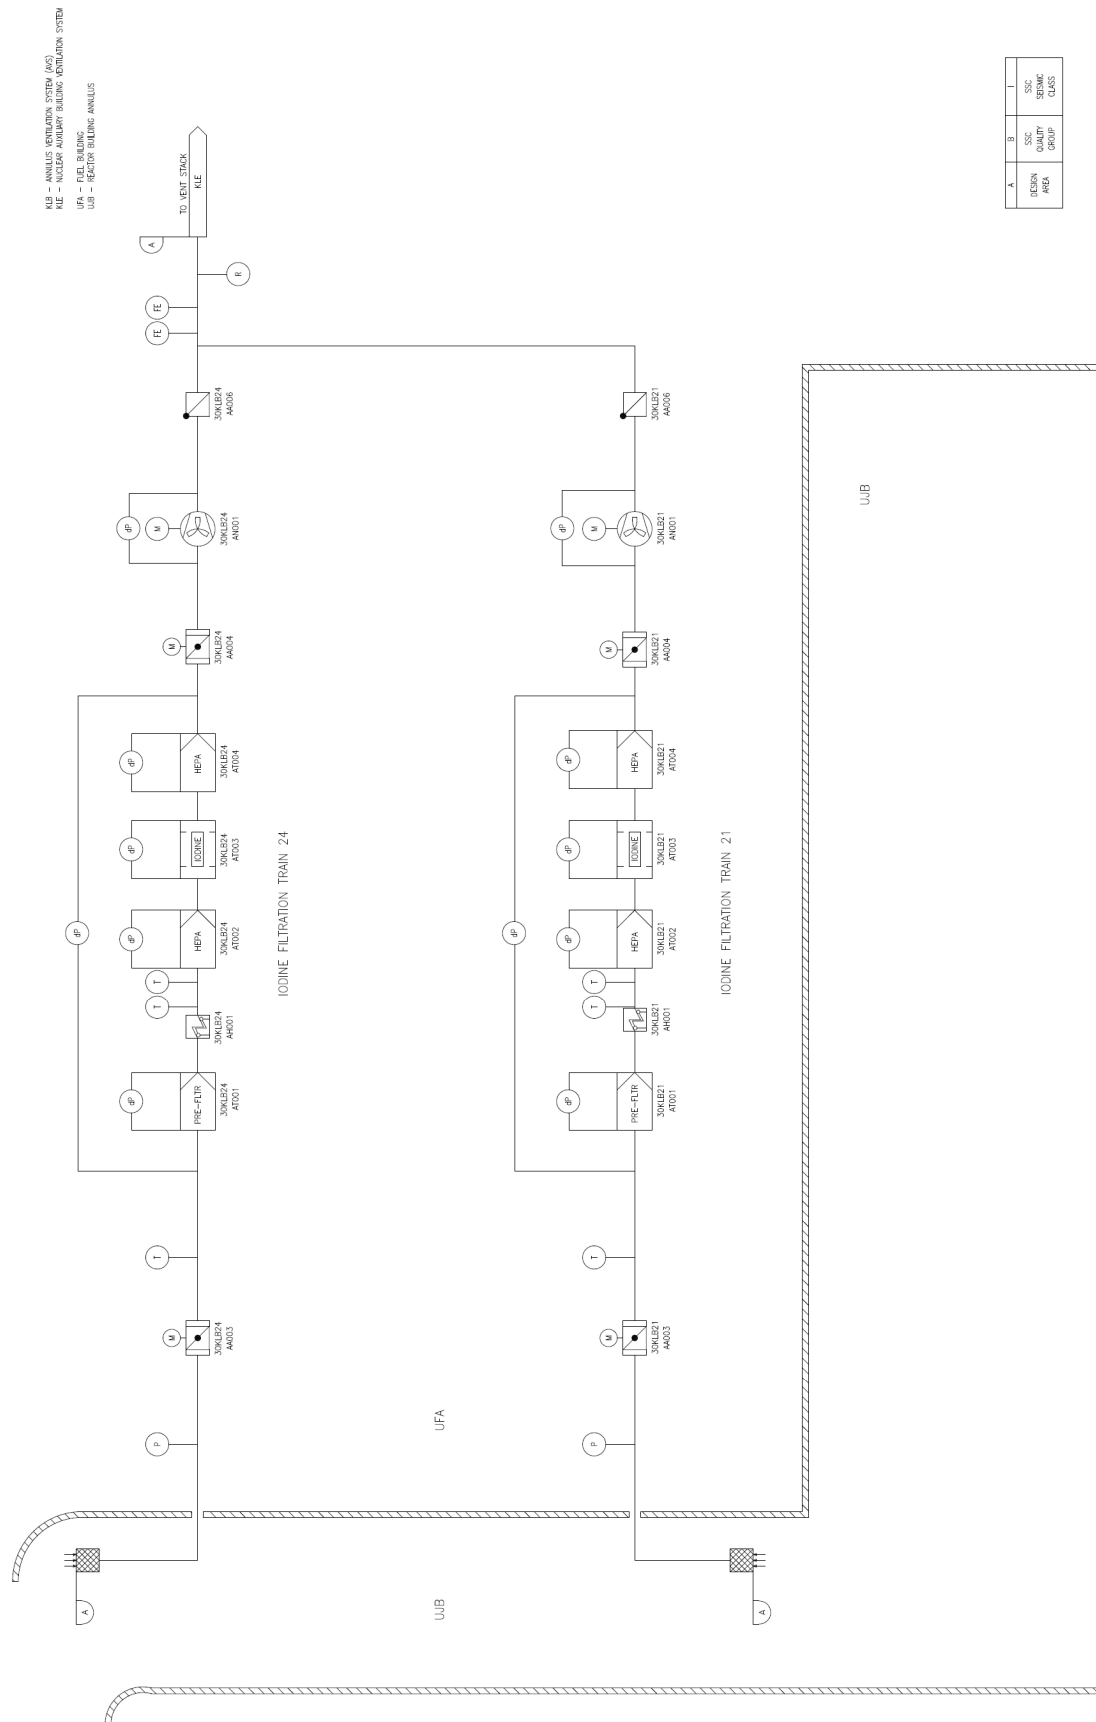 KLB – ANNULUS VENTILATION SYSTEM (AVS)
KLE – NUCLEAR AUXILIARY BUILDING VENTILATION SYSTEM
UFA – FUEL BUILDING
UJB – REACTOR BUILDING ANNULUS
A
B
I
DESIGN
AREA
SSC
QUALITY
GROUP
SSC
SEISMIC
CLASS
A
P
M
30KLB24
AA003
T
dP
PRE-FLTR
30KLB24
AT001
30KLB24
AH001
T
T
dP
HEPA
30KLB24
AT002
dP
dP
IODINE
30KLB24
AT003
dP
HEPA
30KLB24
AT004
M
30KLB24
AA004
dP
M
30KLB24
AN001
30KLB24
AA006
FE
FE
R
A
TO VENT STACK
KLE
IODINE FILTRATION TRAIN 24
UJB
UFA
P
M
30KLB21
AA003
T
dP
PRE-FLTR
30KLB21
AT001
30KLB21
AH001
T
T
dP
HEPA
30KLB21
AT002
dP
dP
IODINE
30KLB21
AT003
dP
HEPA
30KLB21
AT004
M
30KLB21
AA004
dP
M
30KLB21
AN001
30KLB21
AA006
IODINE FILTRATION TRAIN 21
A
UJB